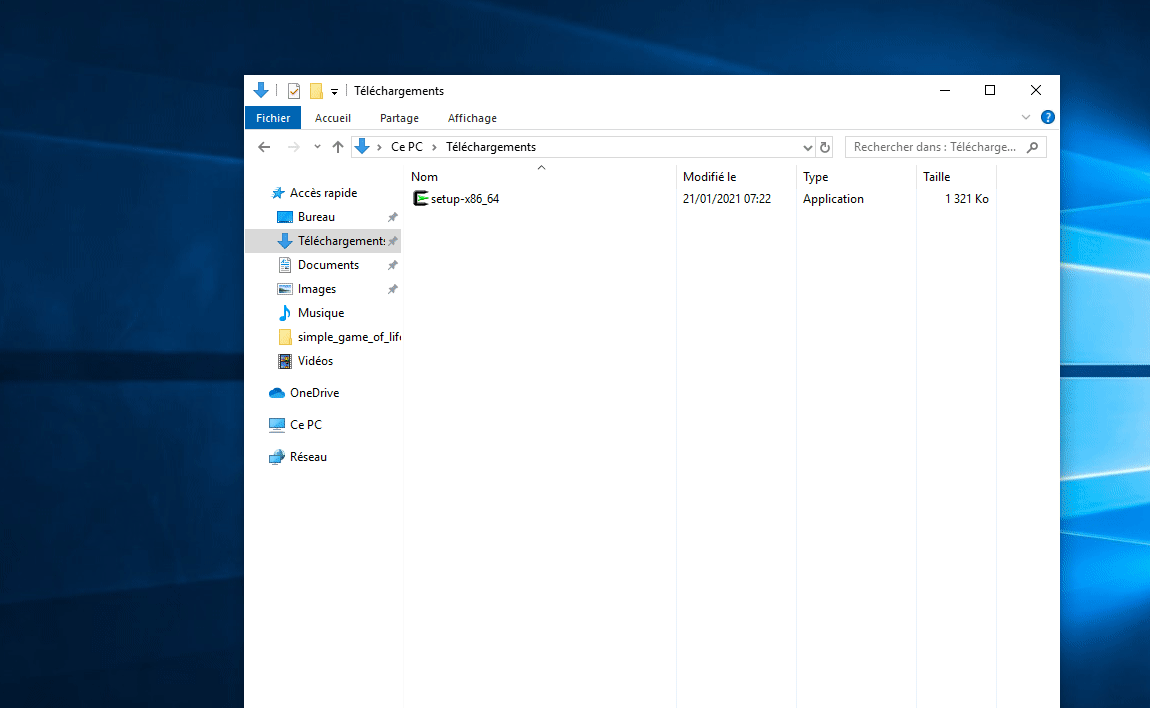 Téléchargements
Fichier Accueil Partage Affichage
Ce PC Téléchargements Rechercher dans : Télécharge...
Nom Modifié le Type Taille
setup-x86_64 21/01/2021 07:22 Application 1 321 Ko
Accès rapide
Bureau
Téléchargements
Documents
Images
Musique
simple_game_of_life
Vidéos
OneDrive
Ce PC
Réseau